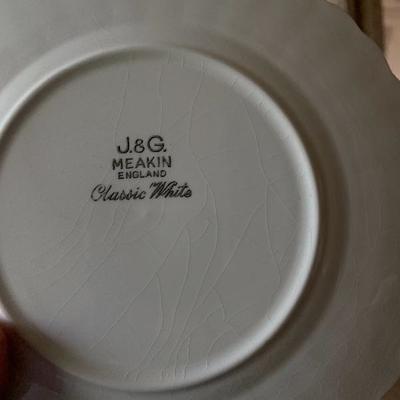 J.&G.
MEAKIN
ENGLAND
Classic White